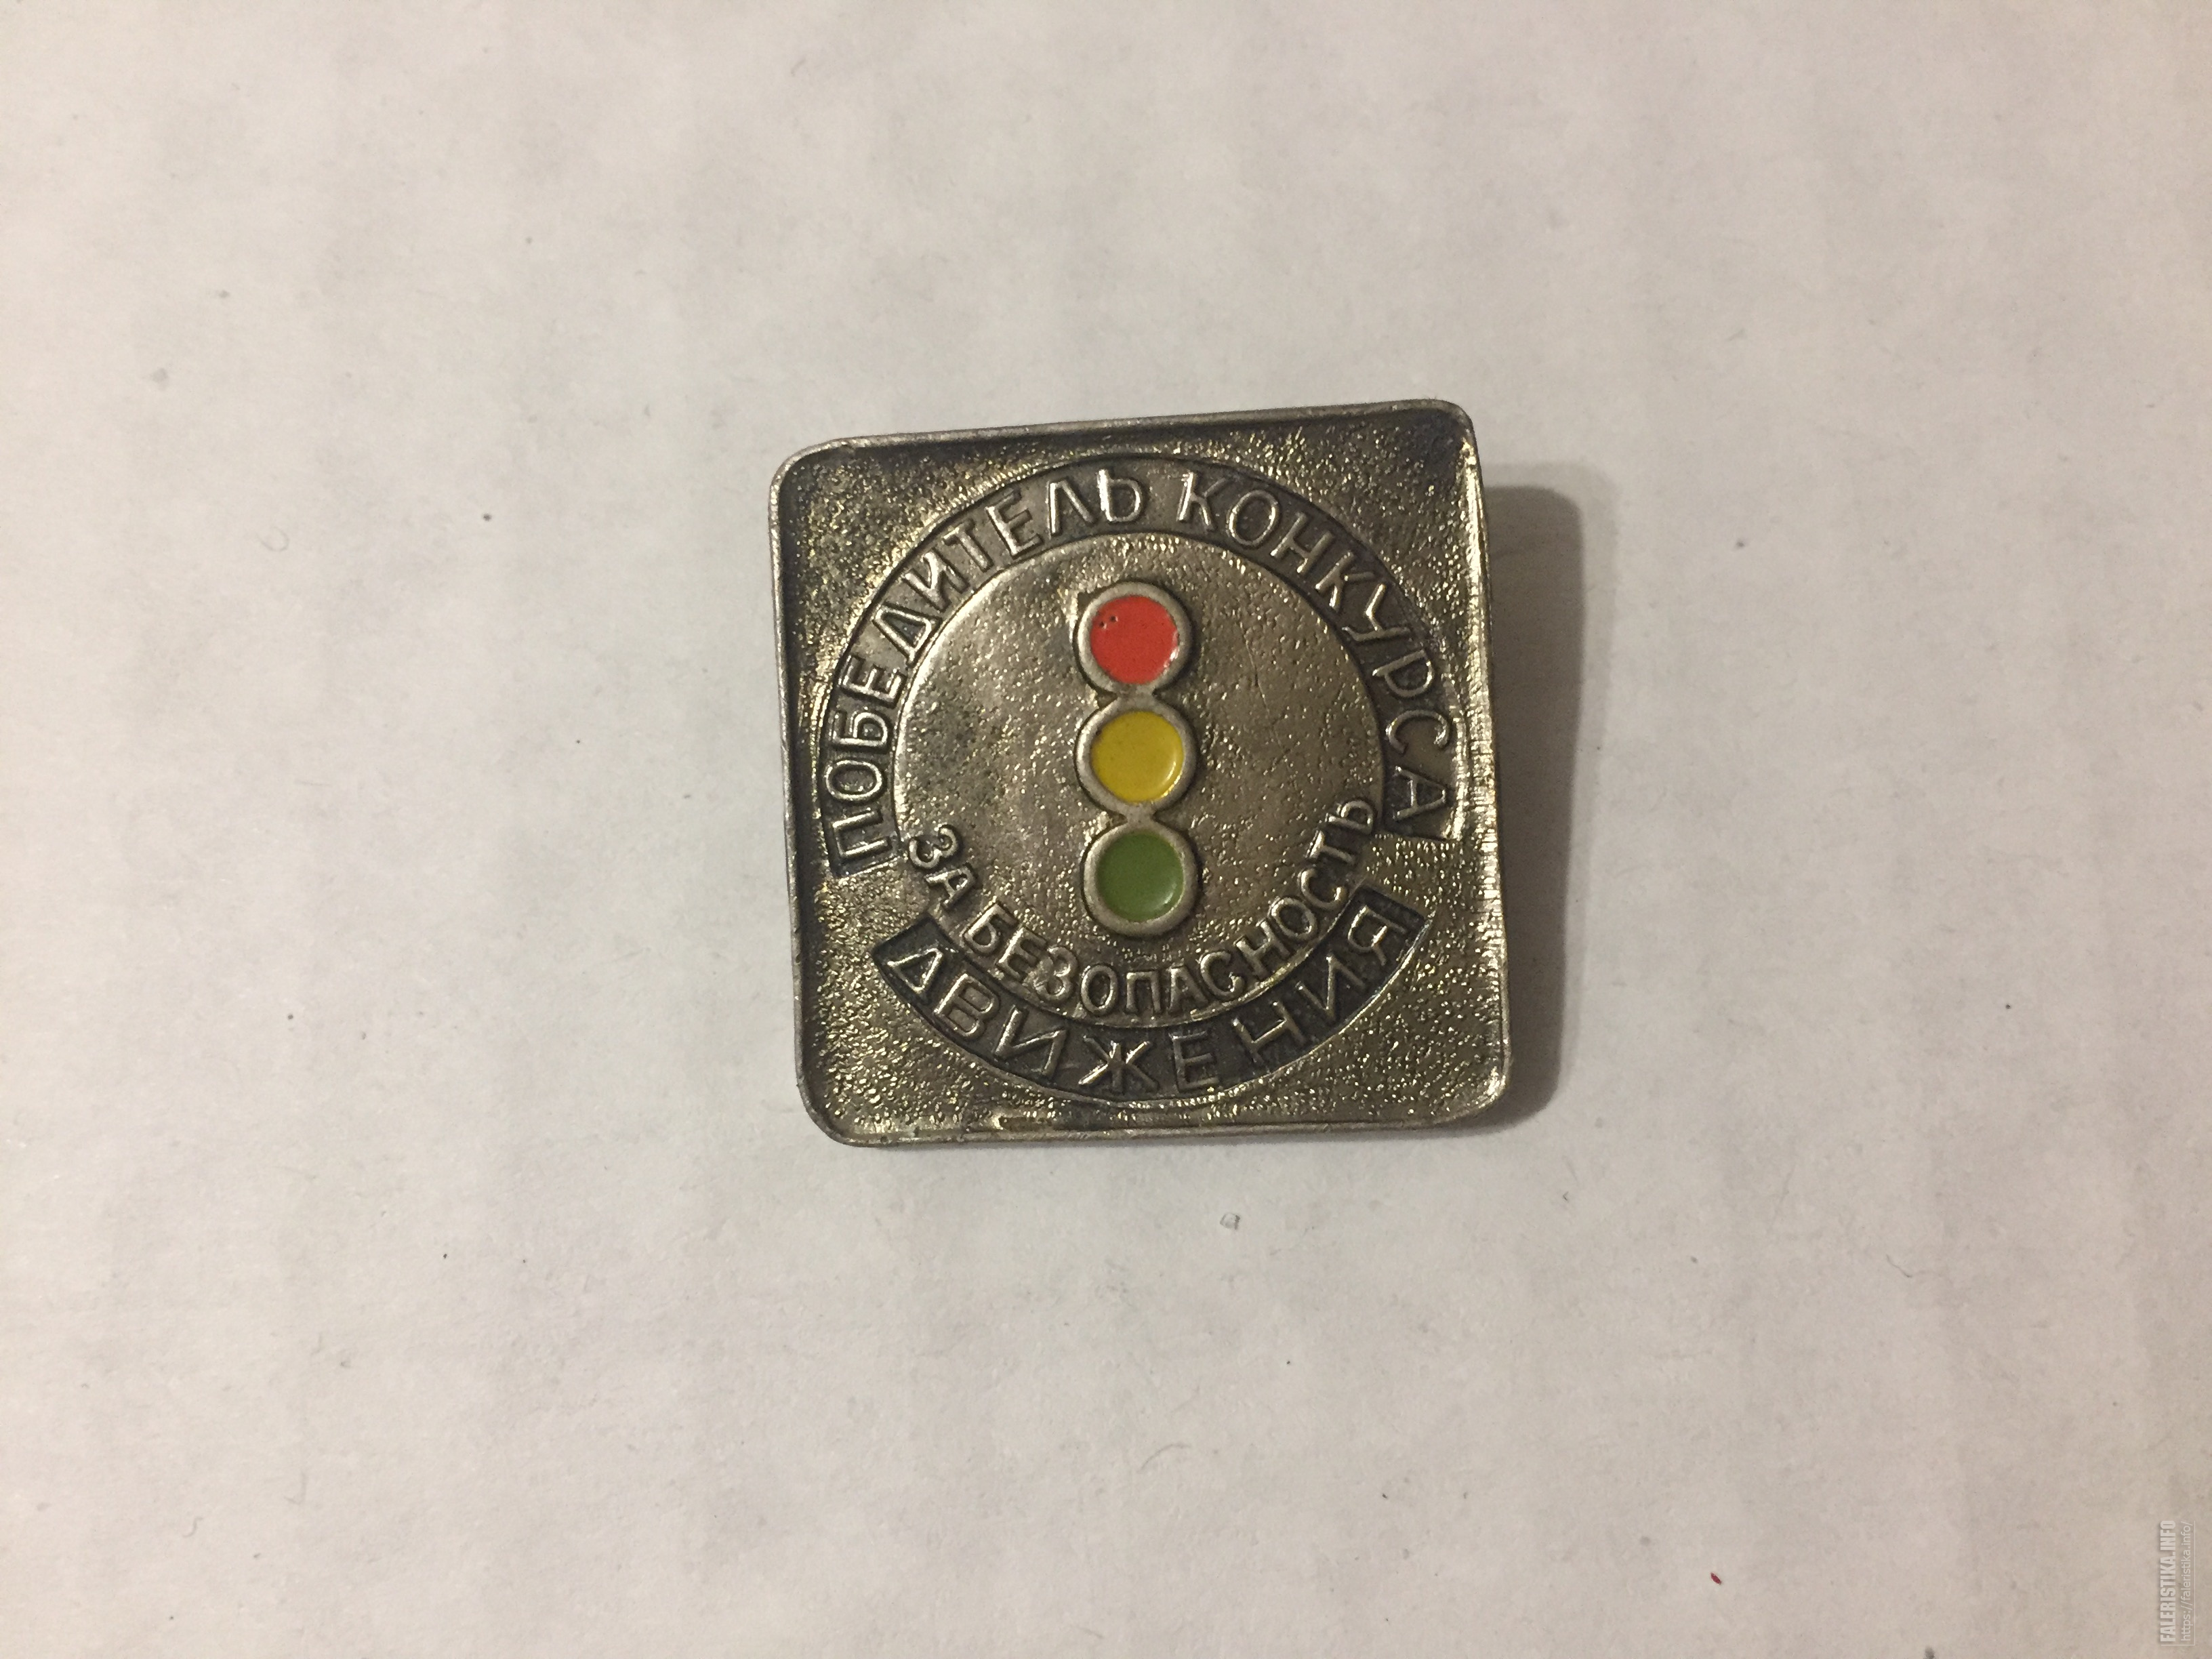 ПОБЕДИТЕЛЬ КОНКУРСА
ЗА БЕЗОПАСНОСТЬ
ДВИЖЕНИЯ
FALERISTIKA.INFO
https://faleristika.info/